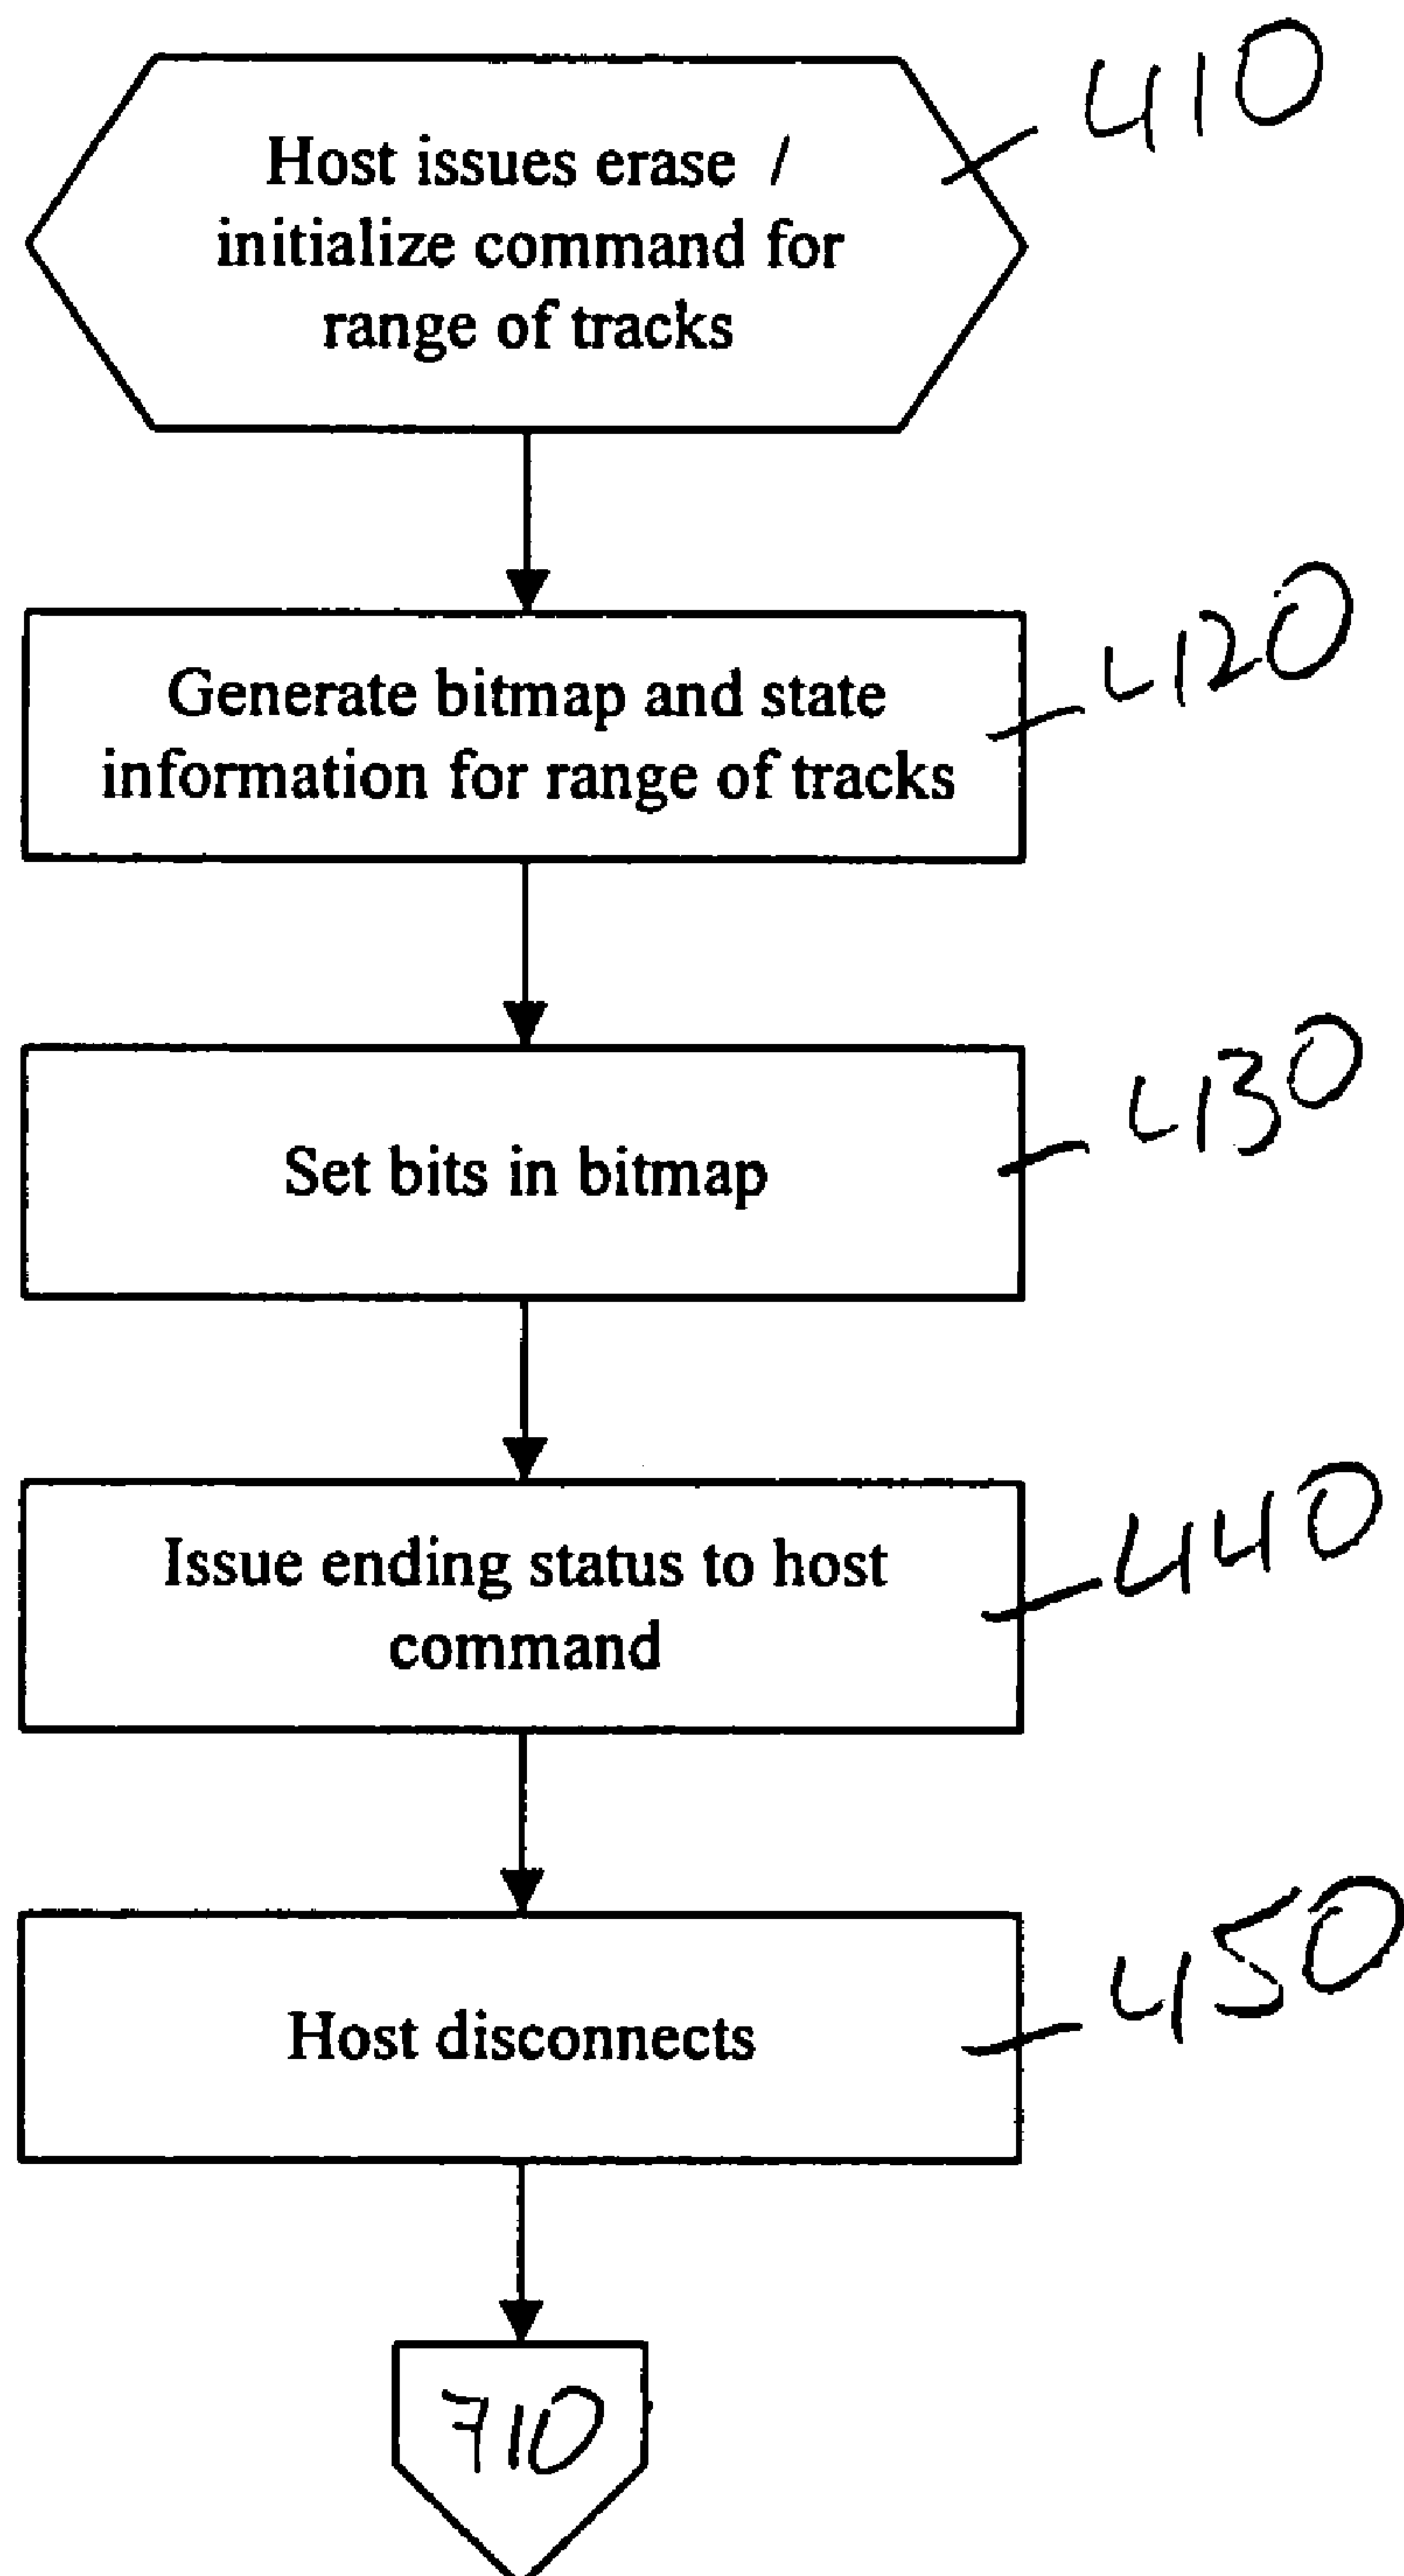 Host issues erase /
initialize command for
range of tracks
410
Generate bitmap and state
information for range of tracks
420
Set bits in bitmap
430
Issue ending status to host
command
440
Host disconnects
450
710